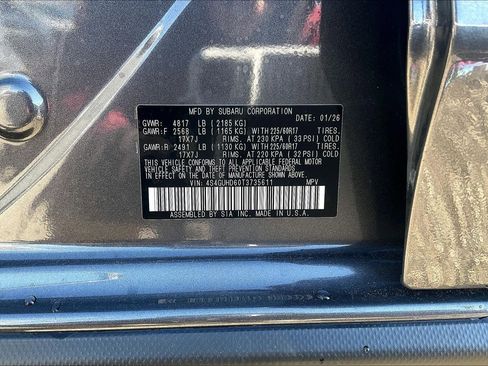 MFD BY SUBARU CORPORATION DATE: 01/26
GVWR: 4817 LB (2185 KG)
GAWR:F 2568 LB (1165 KG) WITH 225/60R17 TIRES.
17X7J RIMS. AT 230 KPA (33 PSI) COLD
GAWR:R 2491 LB (1130 KG) WITH 225/60R17 TIRES.
17X7J RIMS. AT 220 KPA (32 PSI) COLD
THIS VEHICLE CONFORMS TO ALL APPLICABLE FEDERAL MOTOR
VEHICLE SAFETY AND THEFT PREVENTION STANDARDS IN
EFFECT ON THE DATE OF MANUFACTURE SHOWN ABOVE.
VIN: 4S4GUHD60T3735611 MPV
ASSEMBLED BY SIA INC. IN U.S.A.